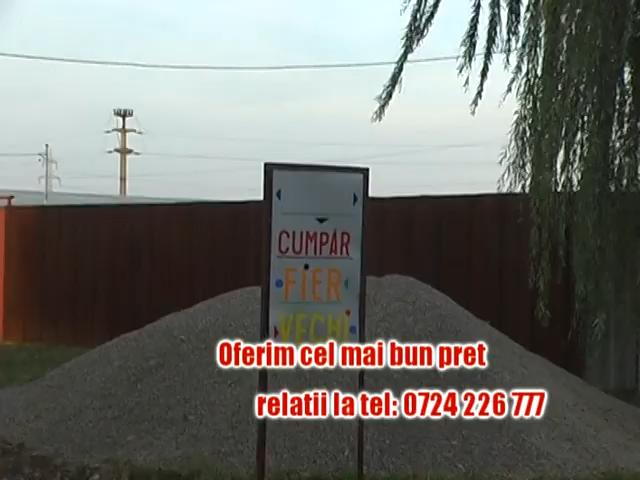 CUMPĂR
FIER
VECHI
Oferim cel mai bun pret
relatii la tel: 0724 226 777